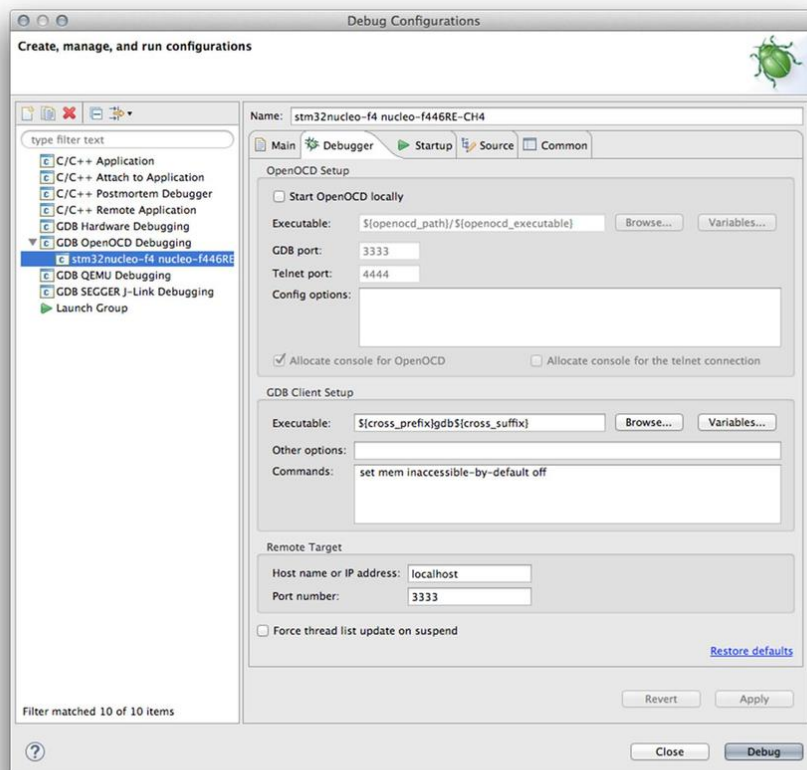 Debug Configurations
Create, manage, and run configurations
type filter text
C/C++ Application
C/C++ Attach to Application
C/C++ Postmortem Debugger
C/C++ Remote Application
GDB Hardware Debugging
GDB OpenOCD Debugging
stm32nucleo-f4 nucleo-f446RE
GDB QEMU Debugging
GDB SEGGER J-Link Debugging
Launch Group
Filter matched 10 of 10 items
Name: stm32nucleo-f4 nucleo-f446RE-CH4
Main Debugger Startup Source Common
OpenOCD Setup
Start OpenOCD locally
Executable: ${openocd_path}/${openocd_executable} Browse... Variables...
GDB port: 3333
Telnet port: 4444
Config options:
Allocate console for OpenOCD Allocate console for the telnet connection
GDB Client Setup
Executable: ${cross_prefix}gdb${cross_suffix} Browse... Variables...
Other options:
Commands: set mem inaccessible-by-default off
Remote Target
Host name or IP address: localhost
Port number: 3333
Force thread list update on suspend
Restore defaults
Revert Apply
? Close Debug